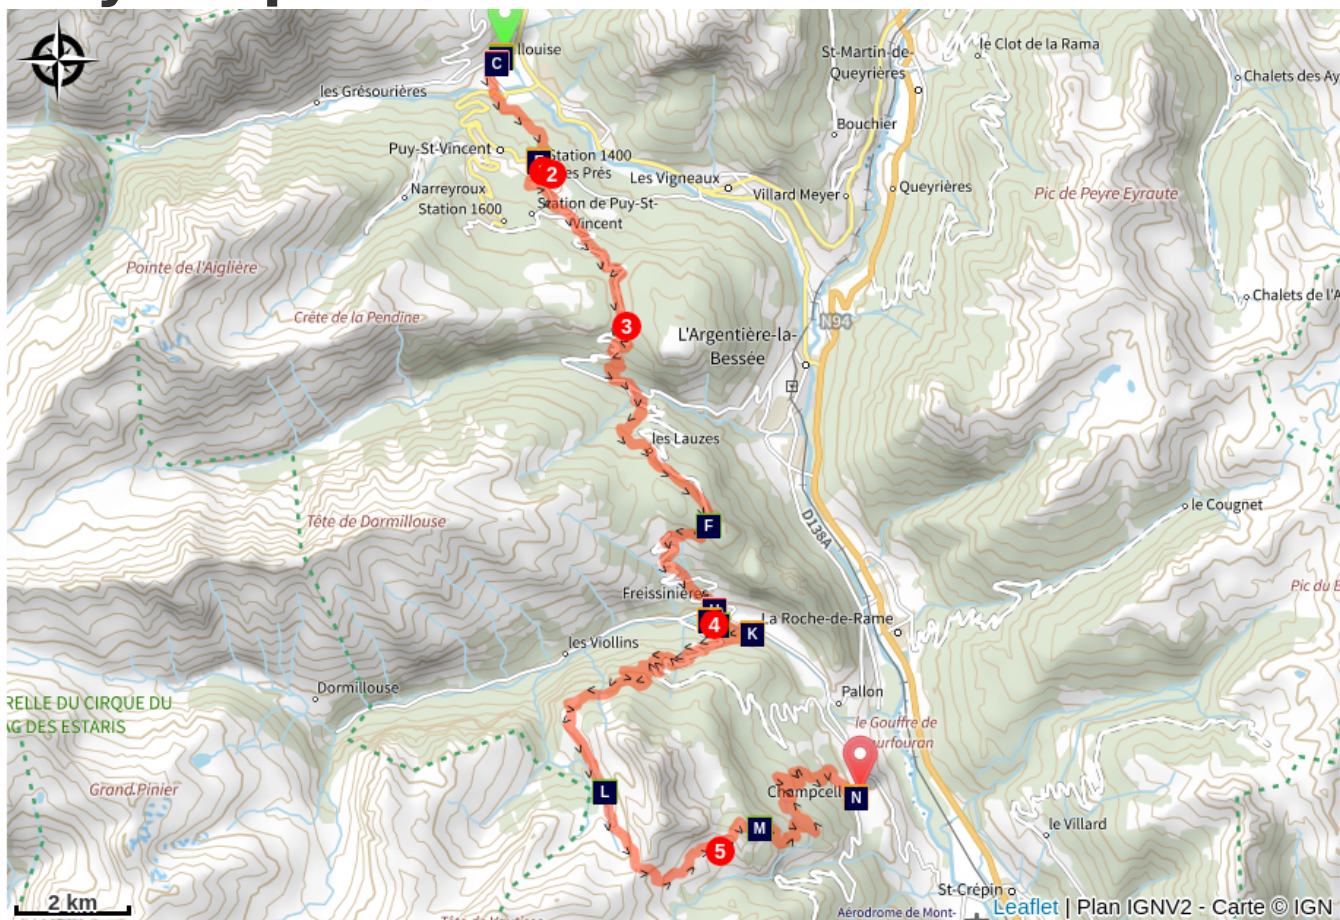 llouise
C
St-Martin-de-
Queyrières
le Clot de la Rama
Chalets des Ay
les Grésourières
Bouchier
Puy-St-Vincent
Station 1400
es Prés
2
Les Vigneaux
Villard Meyer
Queyrières
Pic de Peyre Eyraute
Narreyroux
Station 1600
Station de Puy-St-
Vincent
Pointe de l'Aiglière
Chalets de l'A
Crête de la Pendine
3
N94
L'Argentière-la-
Bessée
les Lauzes
le Cougnet
Tête de Dormillouse
F
D138A
Freissinière
Pic du E
4
K
La Roche-de-Rame
les Viollins
Dormillouse
Pallon
RELLE DU CIRQUE DU
AG DES ESTARIS
le Gouffre de
urfouran
Grand Pinier
L
Champcell
N
M
le Villard
5
St-Crépin
2 km
Aérodrome de Mont-
Leaflet | Plan IGNV2 - Carte © IGN